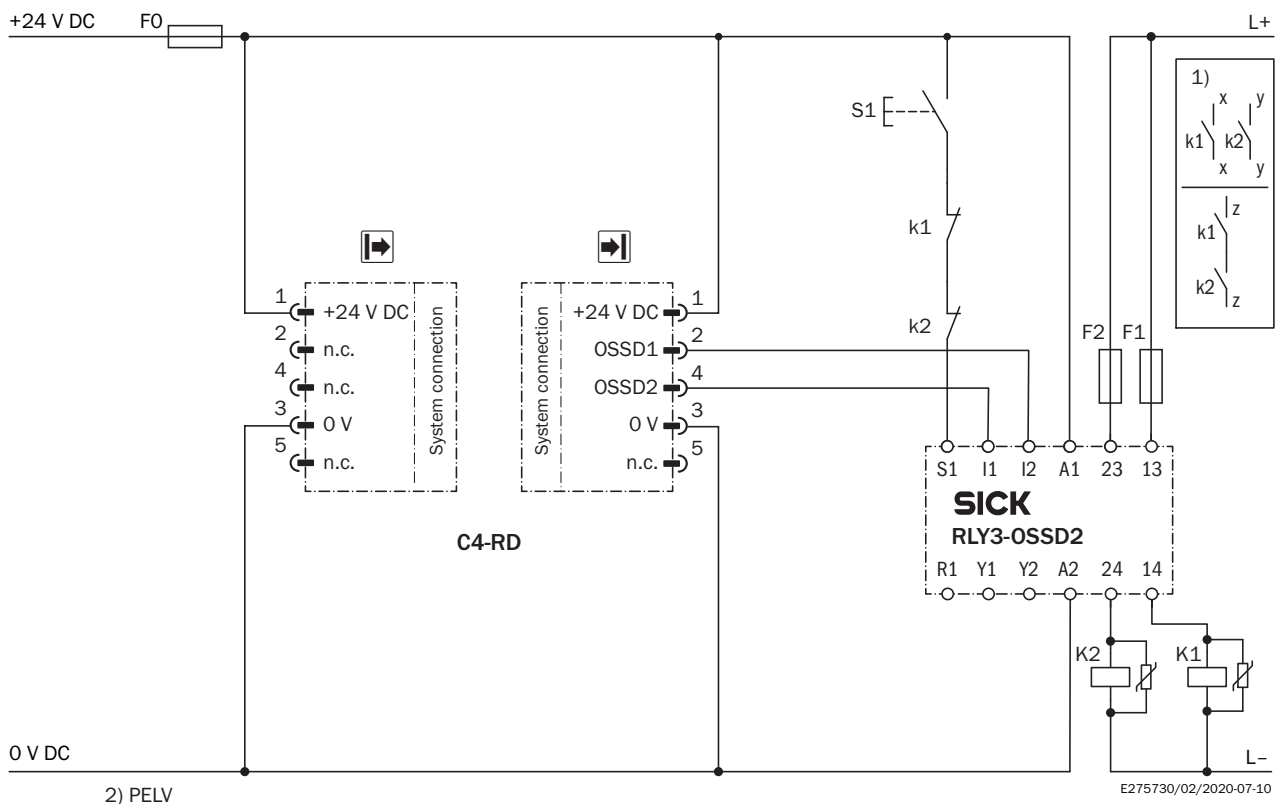 +24 V DC F0 L+
1)
x y
k1 k2
x y
z
k1
k2
z
S1
k1
k2
F2 F1
1 +24 V DC
2 n.c.
4 n.c.
3 0 V
5 n.c.
System connection
System connection
+24 V DC 1
OSSD1 2
OSSD2 4
0 V 3
n.c. 5
C4-RD
S1 I1 I2 A1 23 13
SICK
RLY3-OSSD2
R1 Y1 Y2 A2 24 14
K2 K1
0 V DC L–
2) PELV
E275730/02/2020-07-10